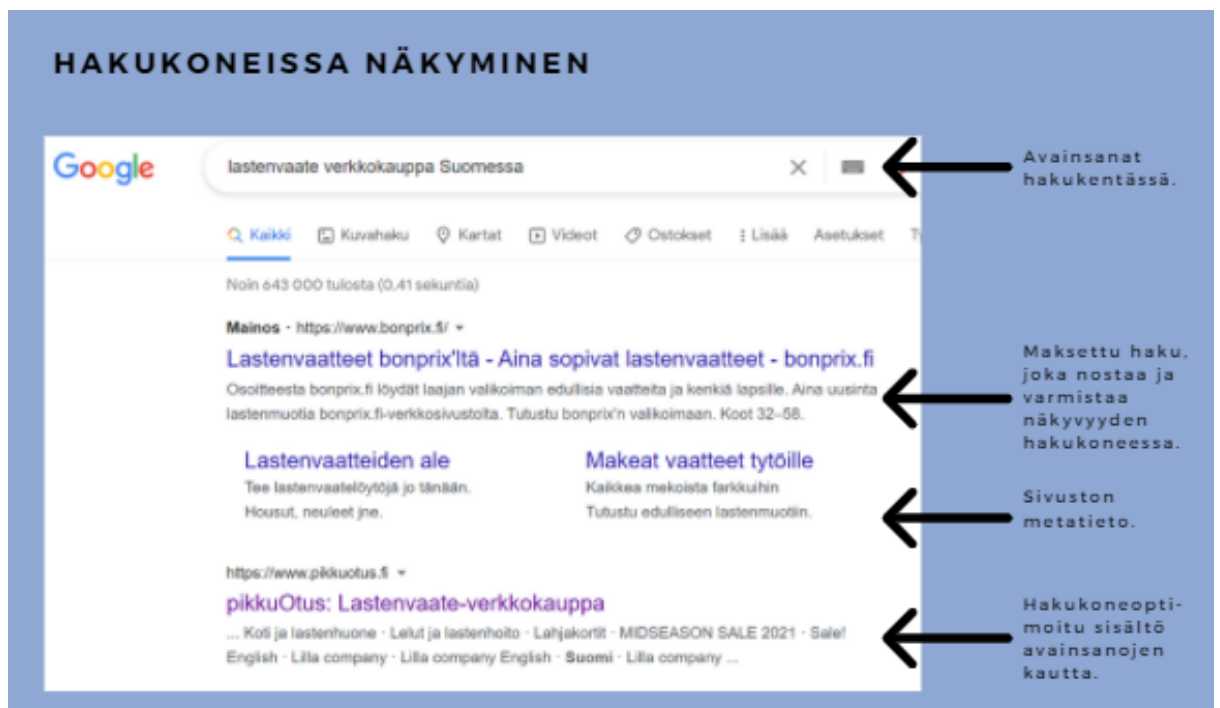 HAKUKONEISSA NÄKYMINEN
Google
lastenvaate verkkokauppa Suomessa
Avainsanat
hakukentässä.
Kaikki Kuvahaku Kartat Videot Ostokset Lisää Asetukset
Noin 643 000 tulosta (0,41 sekuntia)
Mainos · https://www.bonprix.fi/
Lastenvaatteet bonprix'ltä - Aina sopivat lastenvaatteet - bonprix.fi
Osoitteesta bonprix.fi löydät laajan valikoiman edullisia vaatteita ja kenkiä lapsille. Aina uusinta
lastenmuotia bonprix.fi-verkkosivustolta. Tutustu bonprix'n valikoimaan. Koot 32–58.
Maksettu haku,
joka nostaa ja
varmistaa
näkyvyyden
hakukoneessa.
Lastenvaatteiden ale
Tee lastenvaatelöytöjä jo tänään.
Housut, neuleet jne.
Makeat vaatteet tytöille
Kaikkea mekoista farkkuihin
Tutustu edulliseen lastenmuotiin.
Sivuston
metatieto.
https://www.pikkuotus.fi
pikkuOtus: Lastenvaate-verkkokauppa
... Koti ja lastenhuone · Lelut ja lastenhoito · Lahjakortit · MIDSEASON SALE 2021 · Sale!
English · Lilla company · Lilla company English · Suomi · Lilla company ...
Hakukoneopti-
moitu sisältö
avainsanojen
kautta.